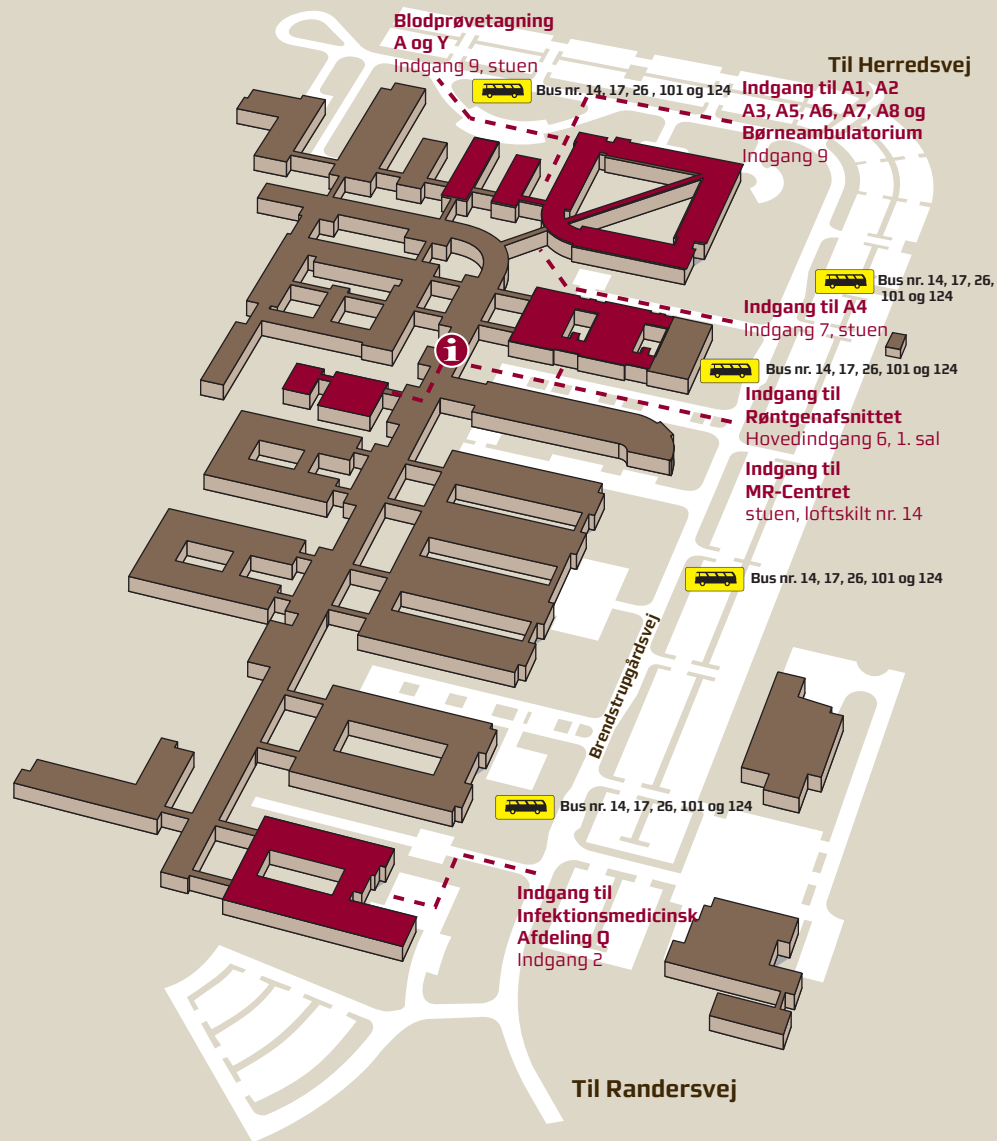 Blodprøvetagning
A og Y
Indgang 9, stuen
Bus nr. 14, 17, 26 , 101 og 124
Til Herredsvej
Indgang til A1, A2
A3, A5, A6, A7, A8 og
Børneambulatorium
Indgang 9
Bus nr. 14, 17, 26,
101 og 124
Indgang til A4
Indgang 7, stuen
i
Bus nr. 14, 17, 26, 101 og 124
Indgang til
Røntgenafsnittet
Hovedindgang 6, 1. sal
Indgang til
MR-Centret
stuen, loftskilt nr. 14
Bus nr. 14, 17, 26, 101 og 124
Brendstrupgårdsvej
Bus nr. 14, 17, 26, 101 og 124
Indgang til
Infektionsmedicinsk
Afdeling Q
Indgang 2
Til Randersvej